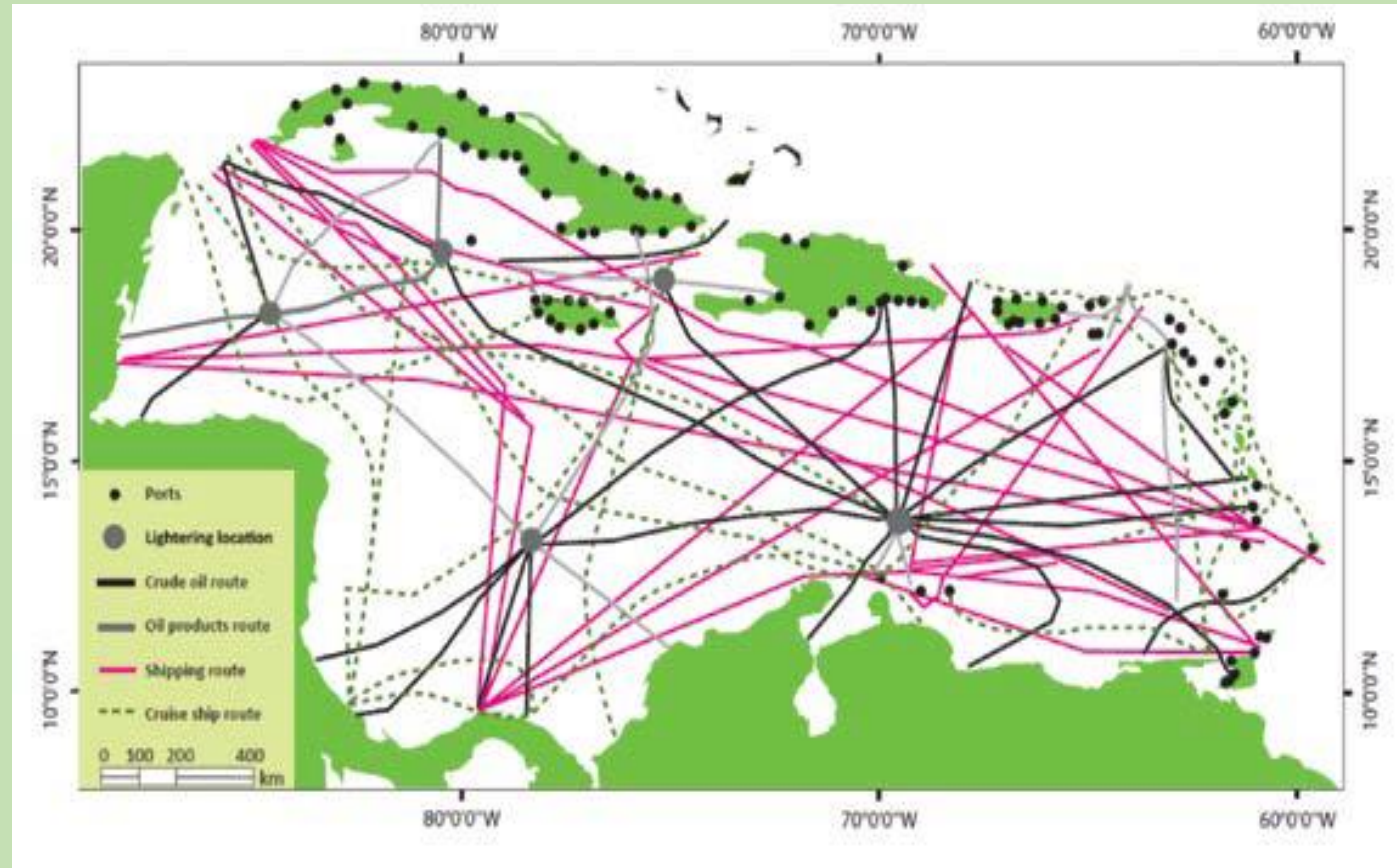 80°0'0"W 70°0'0"W 60°0'0"W
20°0'0"N 20°0'0"N
15°0'0"N 15°0'0"N
10°0'0"N 10°0'0"N
Ports
Lightering location
Crude oil route
Oil products route
Shipping route
Cruise ship route
0 100 200 400
km
80°0'0"W 70°0'0"W 60°0'0"W